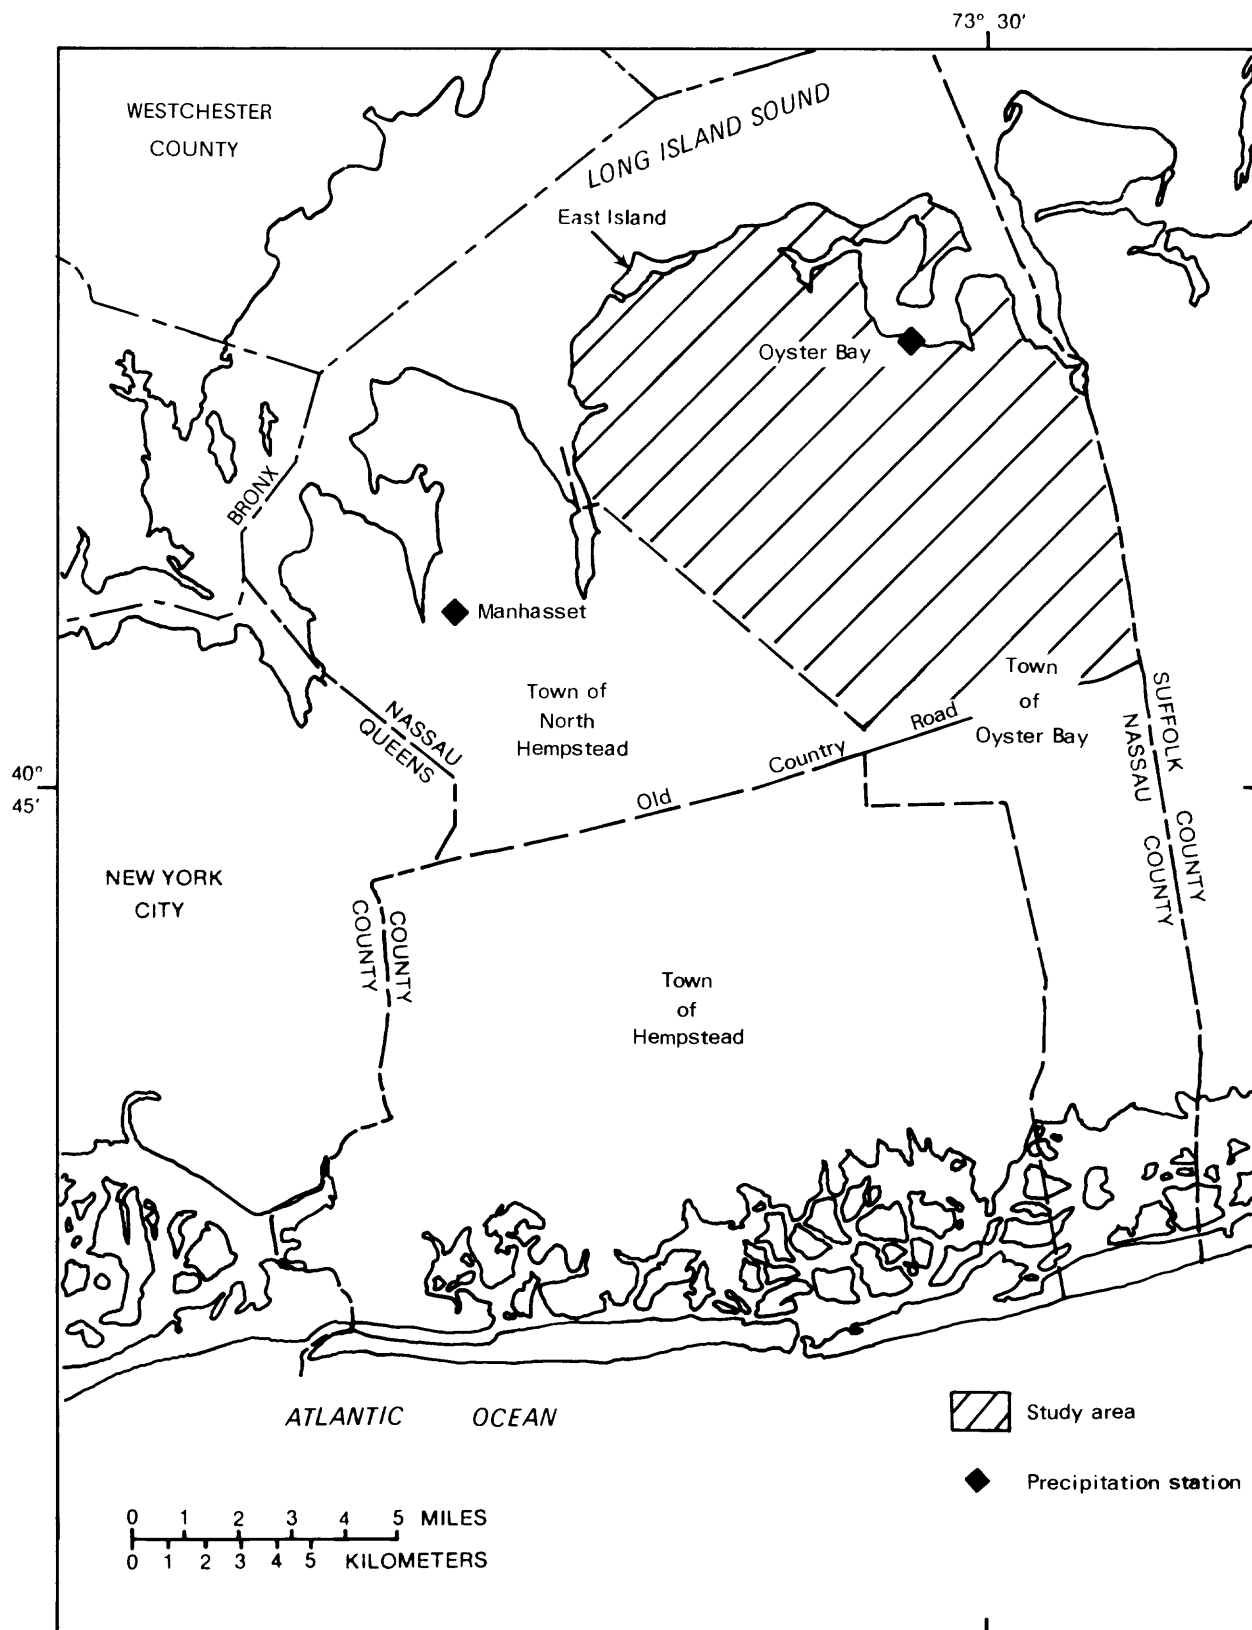 73° 30'
WESTCHESTER
COUNTY
LONG ISLAND SOUND
East Island
Oyster Bay
BRONX
Manhasset
Town of
North
Hempstead
NASSAU
QUEENS
Town
of
Oyster Bay
Old Country Road
SUFFOLK COUNTY
NASSAU COUNTY
40°
45'
NEW YORK
CITY
COUNTY
COUNTY
Town
of
Hempstead
ATLANTIC OCEAN
Study area
Precipitation station
0 1 2 3 4 5 MILES
0 1 2 3 4 5 KILOMETERS